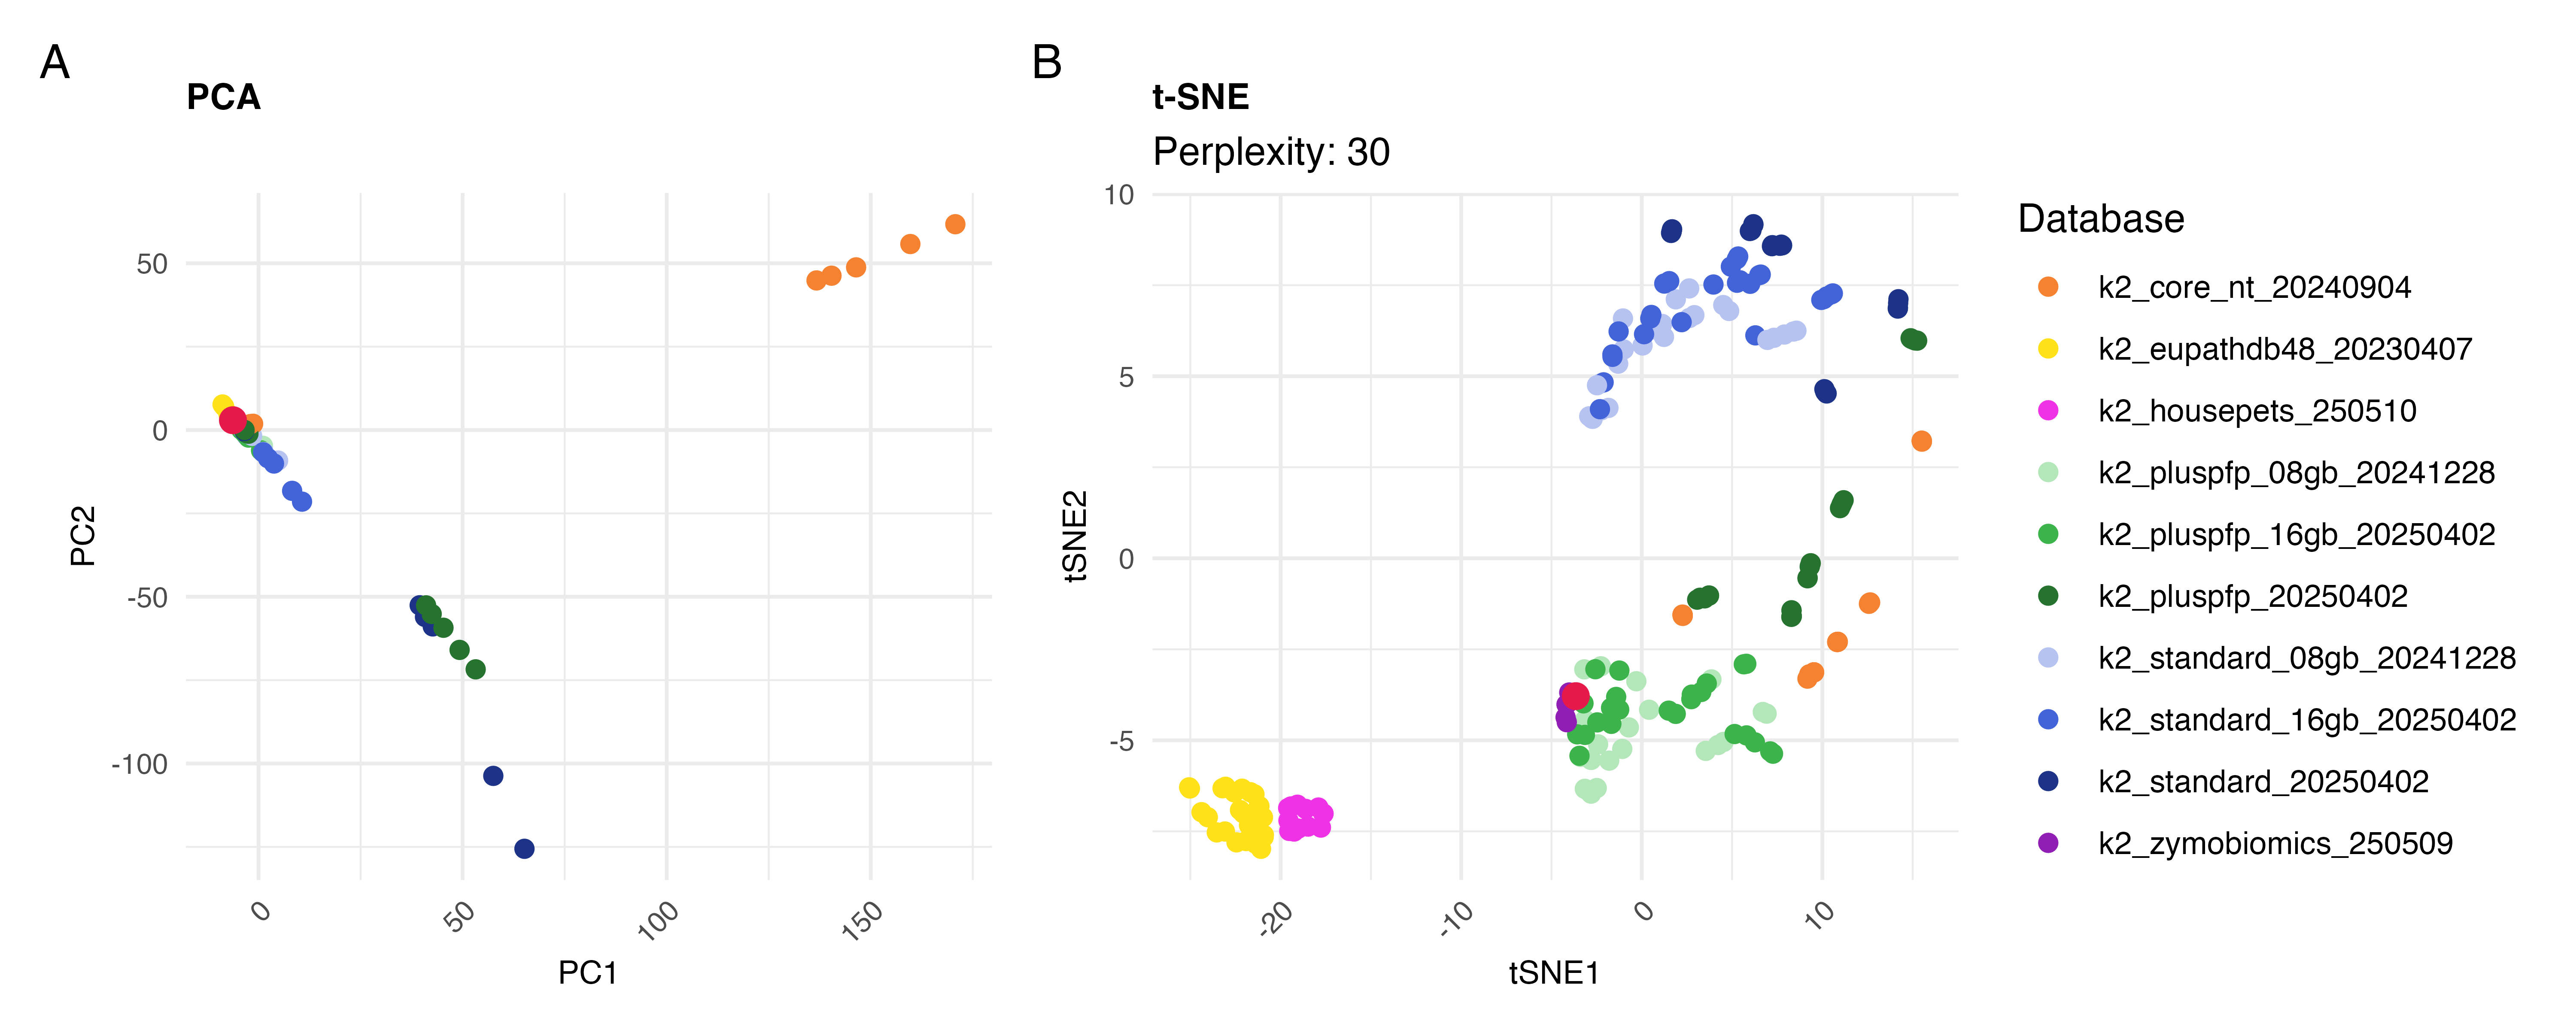 A
PCA
50
0
-50
-100
PC2
0
50
100
150
PC1
B
t-SNE
Perplexity: 30
10
5
0
-5
tSNE2
-20
-10
0
10
tSNE1
Database
k2_core_nt_20240904
k2_eupathdb48_20230407
k2_housepets_250510
k2_pluspfp_08gb_20241228
k2_pluspfp_16gb_20250402
k2_pluspfp_20250402
k2_standard_08gb_20241228
k2_standard_16gb_20250402
k2_standard_20250402
k2_zymobiomics_250509